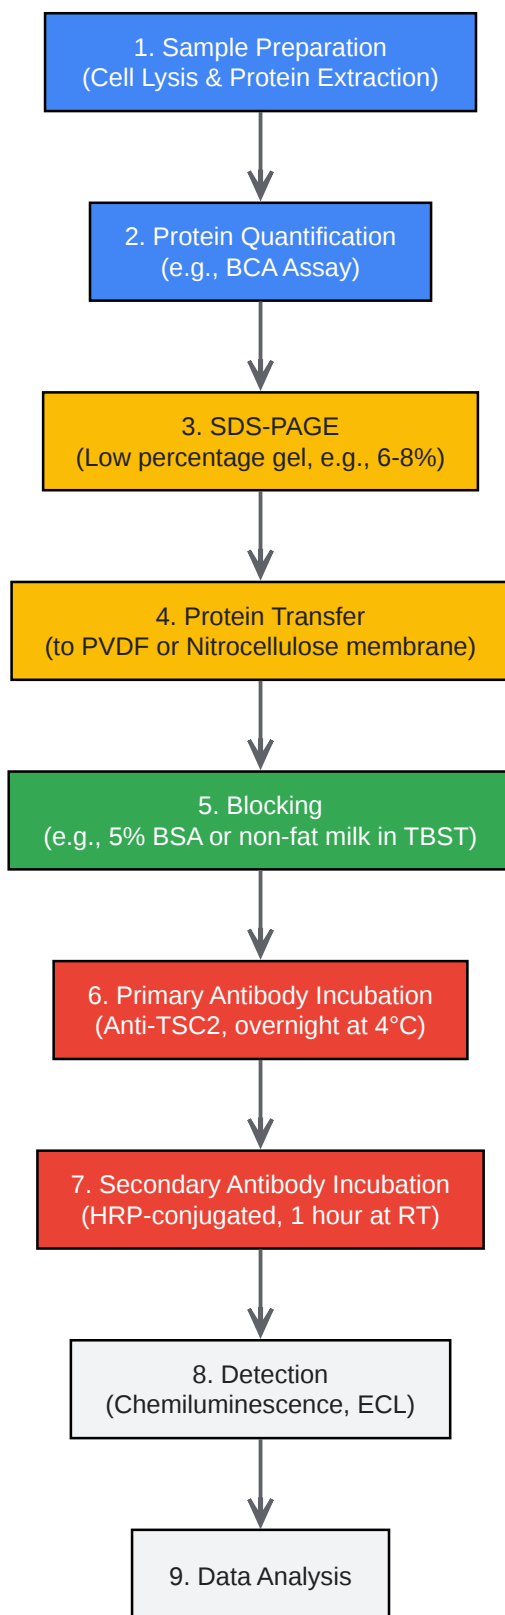 1. Sample Preparation
(Cell Lysis & Protein Extraction)
2. Protein Quantification
(e.g., BCA Assay)
3. SDS-PAGE
(Low percentage gel, e.g., 6-8%)
4. Protein Transfer
(to PVDF or Nitrocellulose membrane)
5. Blocking
(e.g., 5% BSA or non-fat milk in TBST)
6. Primary Antibody Incubation
(Anti-TSC2, overnight at 4°C)
7. Secondary Antibody Incubation
(HRP-conjugated, 1 hour at RT)
8. Detection
(Chemiluminescence, ECL)
9. Data Analysis